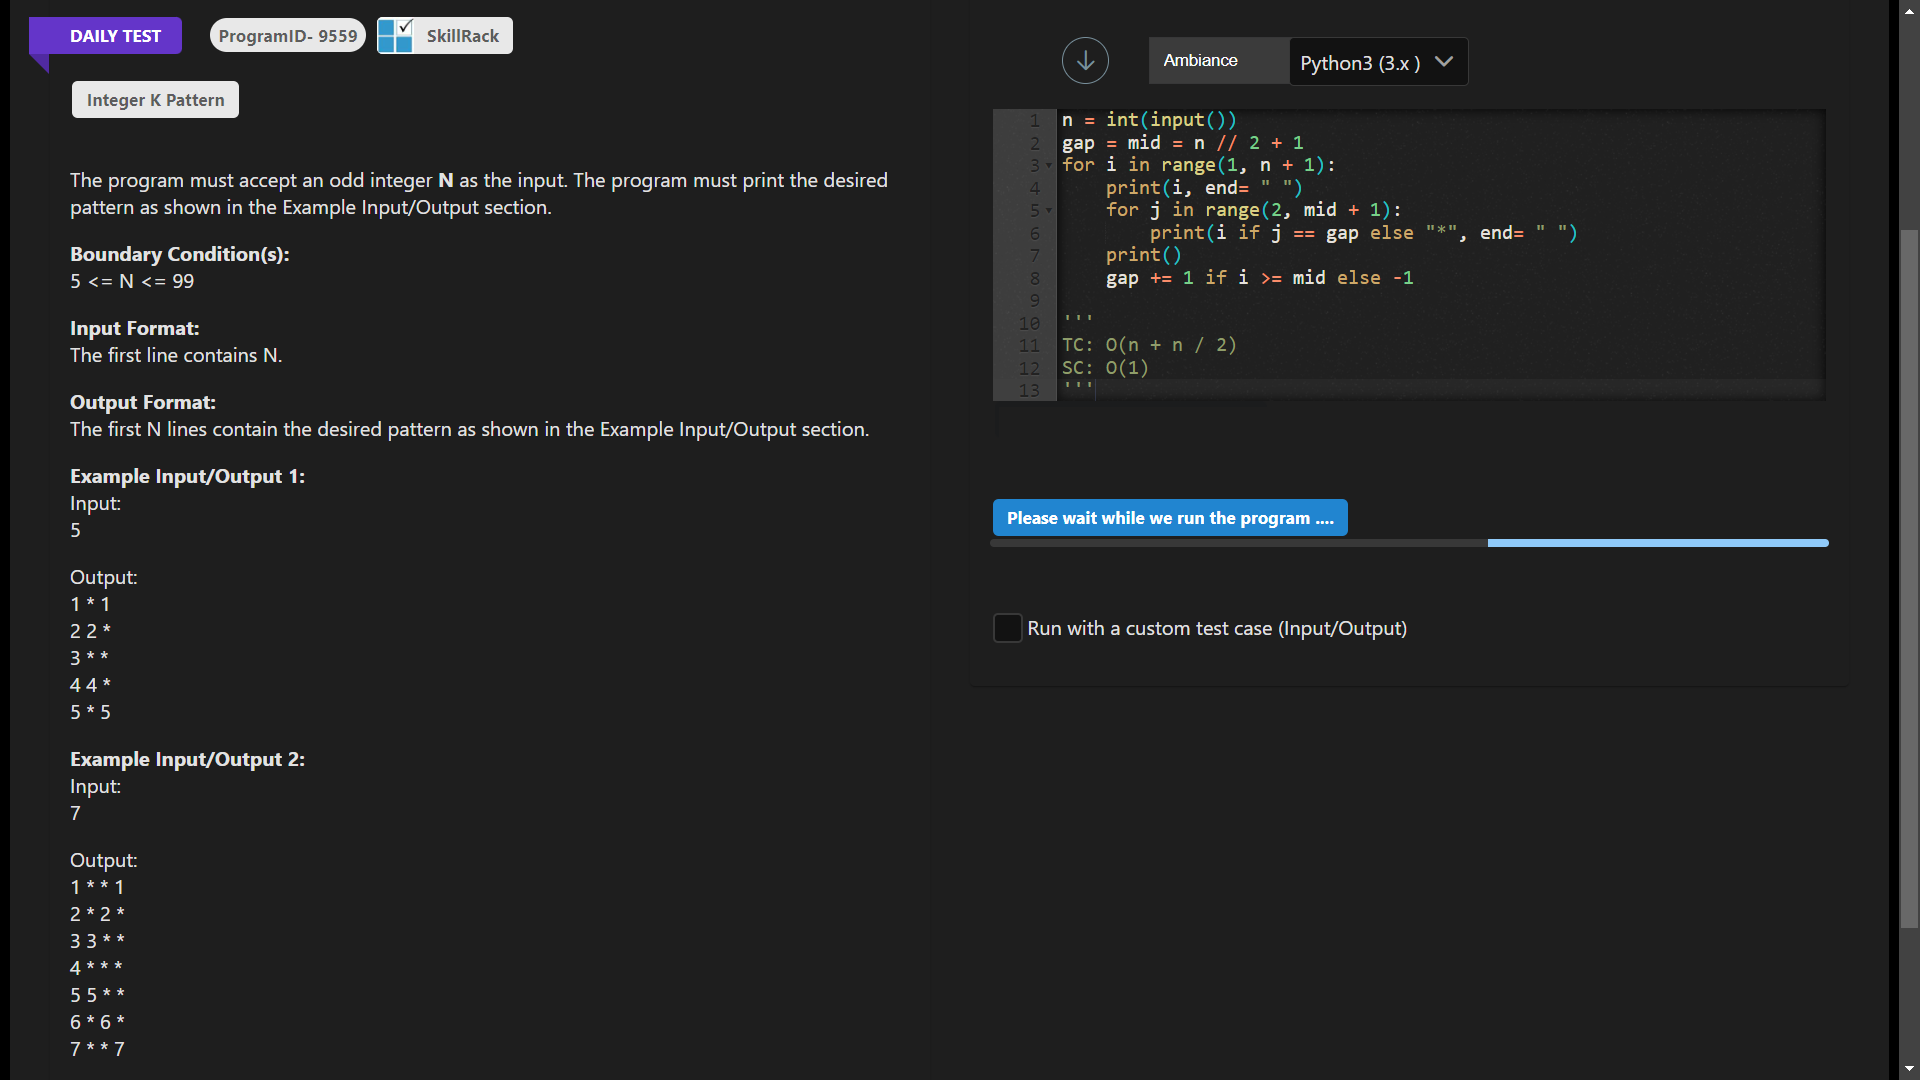 DAILY TEST
ProgramID- 9559
SkillRack
Integer K Pattern
The program must accept an odd integer N as the input. The program must print the desired
pattern as shown in the Example Input/Output section.
Boundary Condition(s):
5 <= N <= 99
Input Format:
The first line contains N.
Output Format:
The first N lines contain the desired pattern as shown in the Example Input/Output section.
Example Input/Output 1:
Input:
5
Output:
1 * 1
2 2 *
3 * *
4 4 *
5 * 5
Example Input/Output 2:
Input:
7
Output:
1 * * 1
2 * 2 *
3 3 * *
4 * * *
5 5 * *
6 * 6 *
7 * * 7
Ambiance
Python3 (3.x )
1 n = int(input())
2 gap = mid = n // 2 + 1
3 for i in range(1, n + 1):
4     print(i, end= " ")
5     for j in range(2, mid + 1):
6         print(i if j == gap else "*", end= " ")
7     print()
8     gap += 1 if i >= mid else -1
9
10 '''
11 TC: O(n + n / 2)
12 SC: O(1)
13 '''
Please wait while we run the program ....
Run with a custom test case (Input/Output)